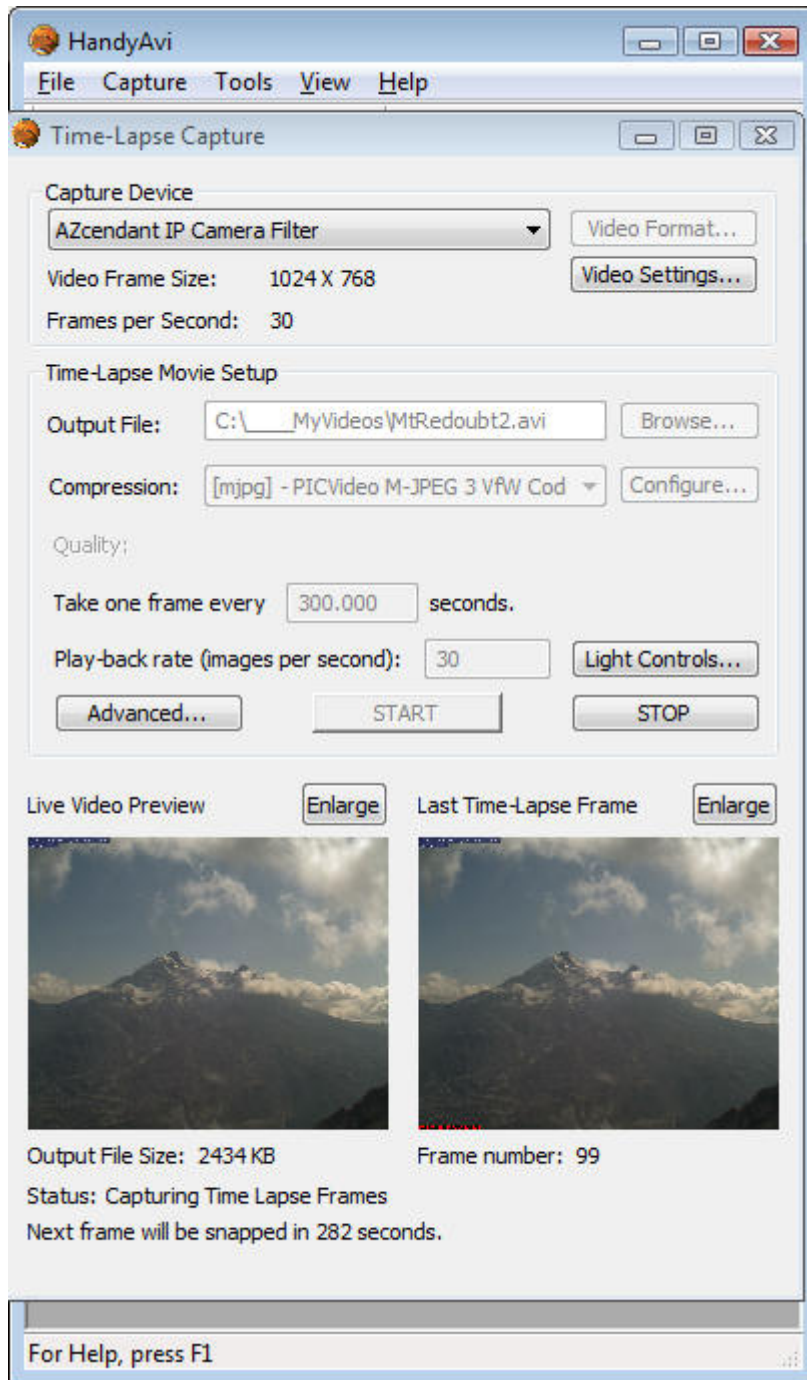 HandyAvi
File Capture Tools View Help
Time-Lapse Capture
Capture Device
AZcendant IP Camera Filter
Video Format...
Video Frame Size: 1024 X 768
Video Settings...
Frames per Second: 30
Time-Lapse Movie Setup
Output File: C:\____MyVideos\MtRedoubt2.avi Browse...
Compression: [mjpg] - PICVideo M-JPEG 3 VfW Cod Configure...
Quality:
Take one frame every 300.000 seconds.
Play-back rate (images per second): 30 Light Controls...
Advanced... START STOP
Live Video Preview Enlarge Last Time-Lapse Frame Enlarge
Output File Size: 2434 KB Frame number: 99
Status: Capturing Time Lapse Frames
Next frame will be snapped in 282 seconds.
For Help, press F1